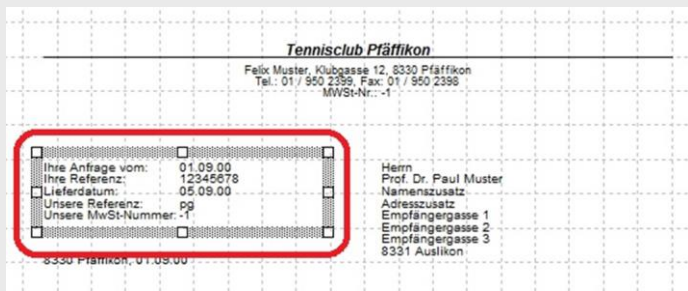 Tennisclub Pfäffikon
Felix Muster, Klubgasse 12, 8330 Pfäffikon
Tel.: 01 / 950 2399, Fax: 01 / 950 2398
MWSt-Nr.: -1
Ihre Anfrage vom: 01.09.00
Ihre Referenz: 12345678
Lieferdatum: 05.09.00
Unsere Referenz: pg
Unsere MwSt-Nummer: -1
Herrn
Prof. Dr. Paul Muster
Namenszusatz
Adresszusatz
Empfängergasse 1
Empfängergasse 2
Empfängergasse 3
8331 Auslikon
8330 Pfäffikon, 01.09.00